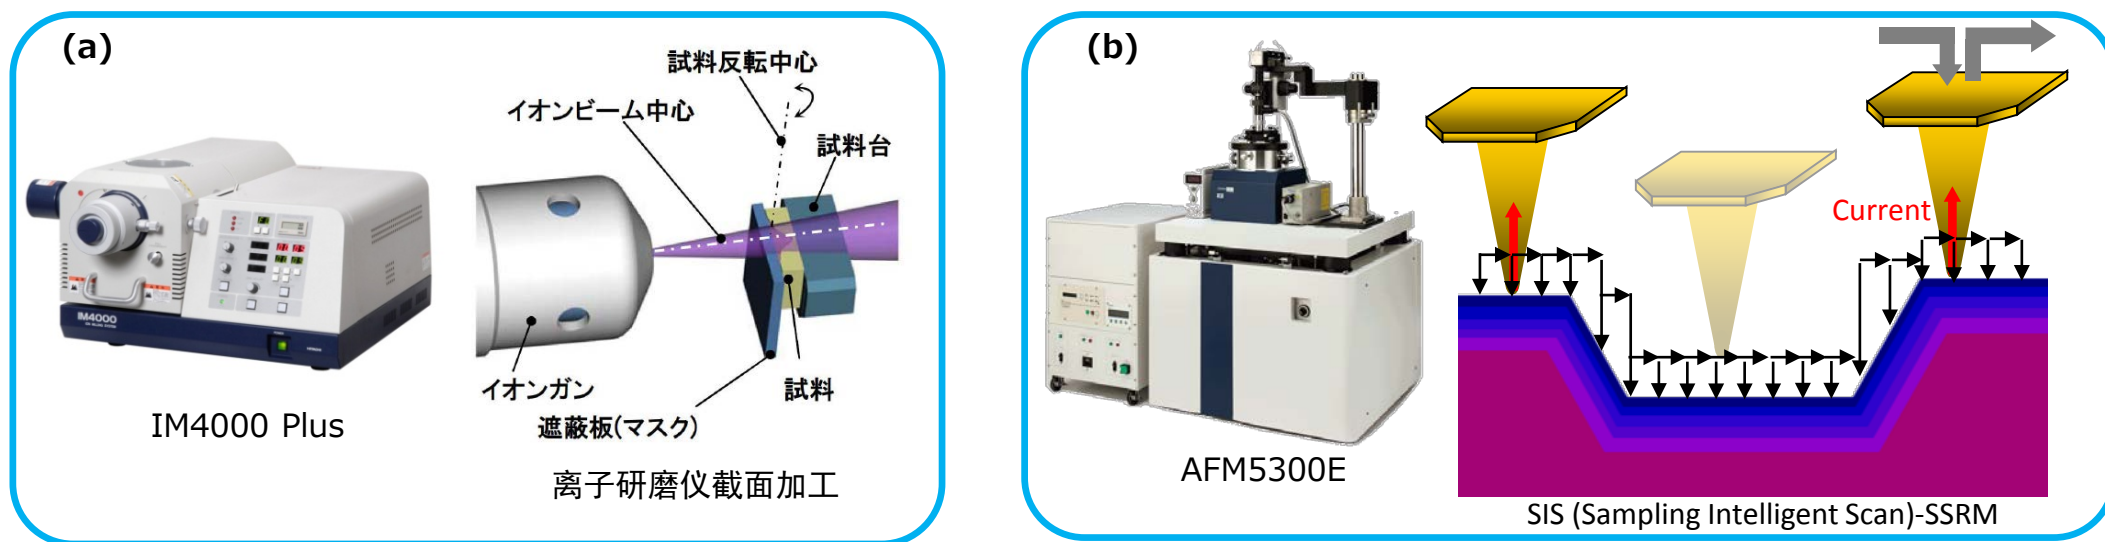 (a)
試料反転中心
イオンビーム中心
試料台
IM4000
イオンガン
試料
遮蔽板(マスク)
IM4000 Plus
离子研磨仪截面加工
(b)
Current
AFM5300E
SIS (Sampling Intelligent Scan)-SSRM